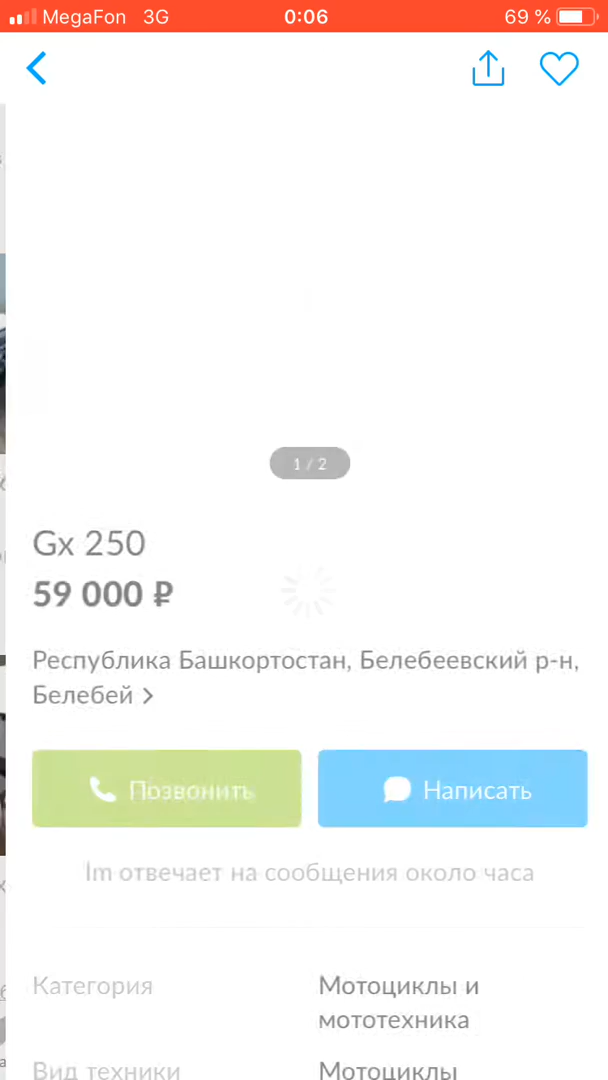 MegaFon 3G 0:06 69 %
1 / 2
Gx 250
59 000 ₽
Республика Башкортостан, Белебеевский р-н,
Белебей
Позвонить Написать
Im отвечает на сообщения около часа
Категория Мотоциклы и
мототехника
Вид техники Мотоциклы